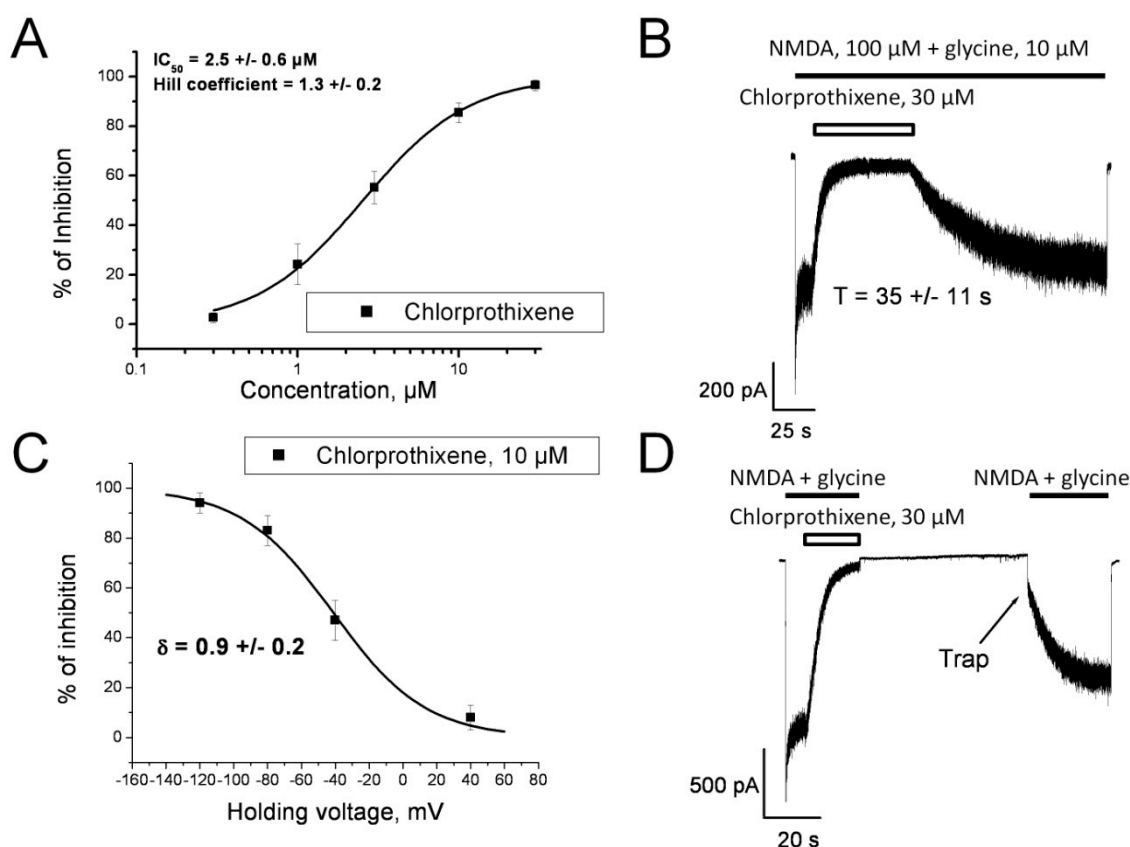 A
IC50 = 2.5 +/- 0.6 µM
Hill coefficient = 1.3 +/- 0.2
% of Inhibition
100
80
60
40
20
0
0.1
1
10
Chlorprothixene
Concentration, µM
B
NMDA, 100 µM + glycine, 10 µM
Chlorprothixene, 30 µM
T = 35 +/- 11 s
200 pA
25 s
C
Chlorprothixene, 10 µM
% of inhibition
100
80
60
40
20
0
δ = 0.9 +/- 0.2
-160 -140 -120 -100 -80 -60 -40 -20 0 20 40 60 80
Holding voltage, mV
D
NMDA + glycine
NMDA + glycine
Chlorprothixene, 30 µM
Trap
500 pA
20 s